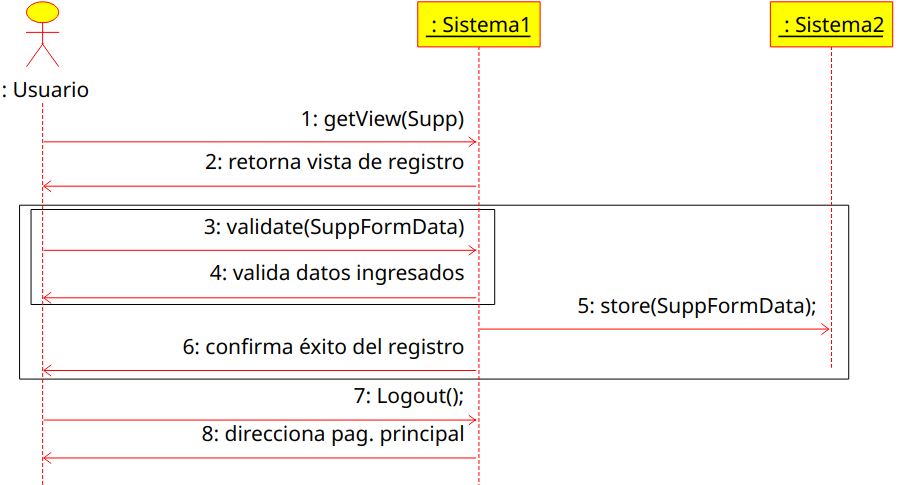 : Sistema1
: Sistema2
: Usuario
1: getView(Supp)
2: retorna vista de registro
3: validate(SuppFormData)
4: valida datos ingresados
5: store(SuppFormData);
6: confirma éxito del registro
7: Logout();
8: direcciona pag. principal